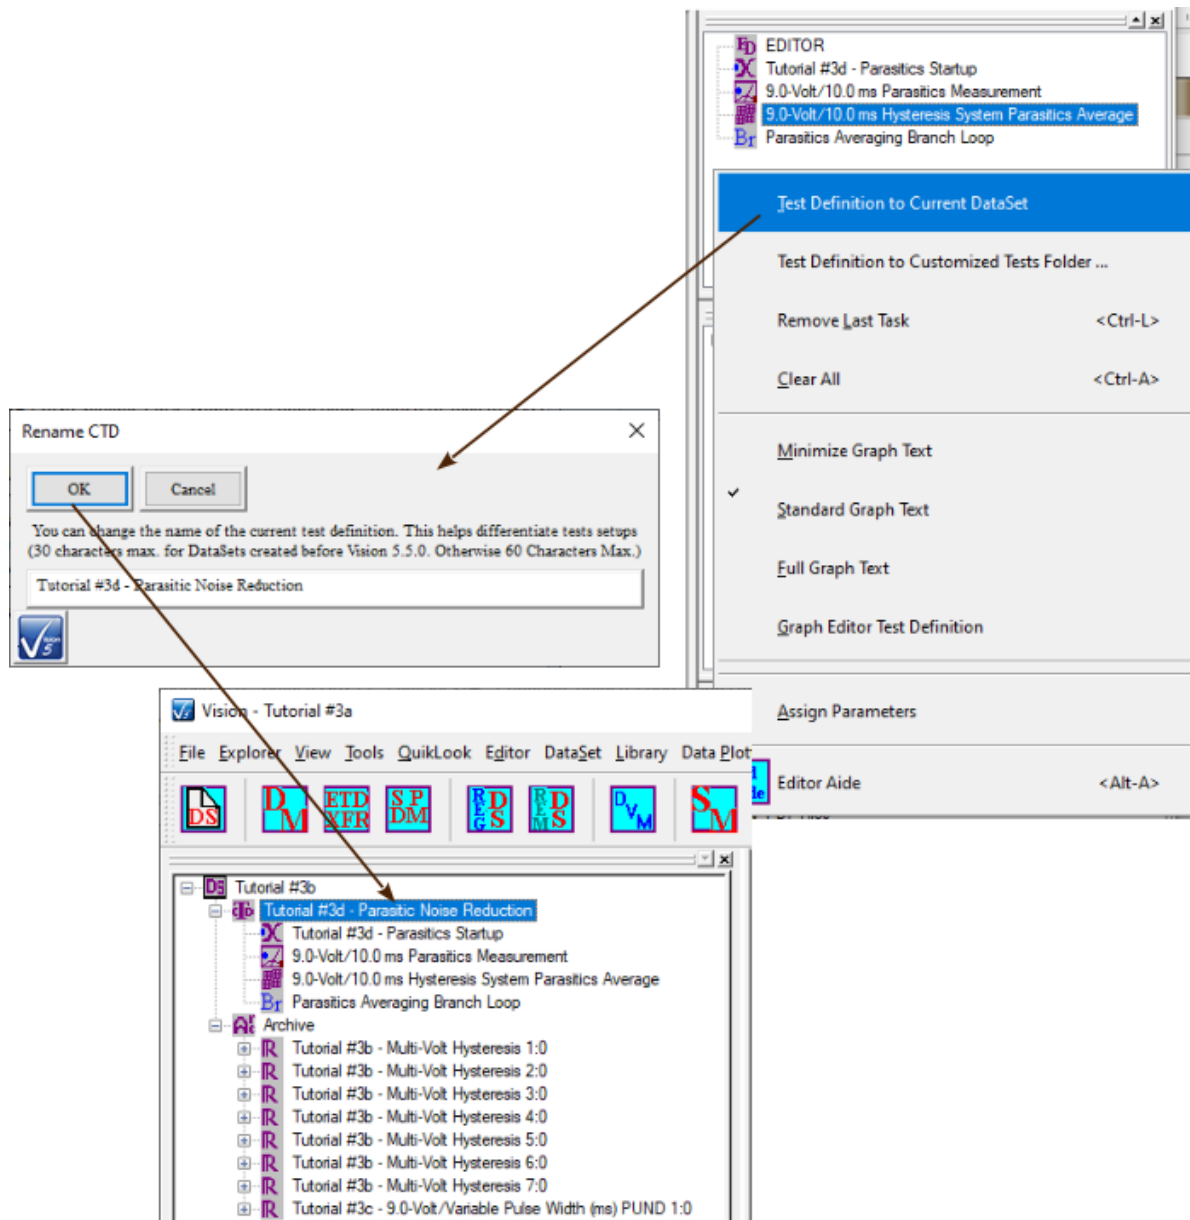 EDITOR
Tutorial #3d - Parasitics Startup
9.0-Volt/10.0 ms Parasitics Measurement
9.0-Volt/10.0 ms Hysteresis System Parasitics Average
Br Parasitics Averaging Branch Loop
Test Definition to Current DataSet
Test Definition to Customized Tests Folder ...
Remove Last Task <Ctrl-L>
Clear All <Ctrl-A>
Minimize Graph Text
Standard Graph Text
Full Graph Text
Graph Editor Test Definition
Assign Parameters
Editor Aide <Alt-A>
Rename CTD
OK Cancel
You can change the name of the current test definition. This helps differentiate tests setups
(30 characters max. for DataSets created before Vision 5.5.0. Otherwise 60 Characters Max.)
Tutorial #3d - Parasitic Noise Reduction
Vision - Tutorial #3a
File Explorer View Tools QuikLook Editor DataSet Library Data Plot
DS DM ETD XFR SP DM REG DS REM DS DVM SM
DS Tutorial #3b
CTD Tutorial #3d - Parasitic Noise Reduction
Tutorial #3d - Parasitics Startup
9.0-Volt/10.0 ms Parasitics Measurement
9.0-Volt/10.0 ms Hysteresis System Parasitics Average
Br Parasitics Averaging Branch Loop
Archive
R Tutorial #3b - Multi-Volt Hysteresis 1:0
R Tutorial #3b - Multi-Volt Hysteresis 2:0
R Tutorial #3b - Multi-Volt Hysteresis 3:0
R Tutorial #3b - Multi-Volt Hysteresis 4:0
R Tutorial #3b - Multi-Volt Hysteresis 5:0
R Tutorial #3b - Multi-Volt Hysteresis 6:0
R Tutorial #3b - Multi-Volt Hysteresis 7:0
R Tutorial #3c - 9.0-Volt/Variable Pulse Width (ms) PUND 1:0